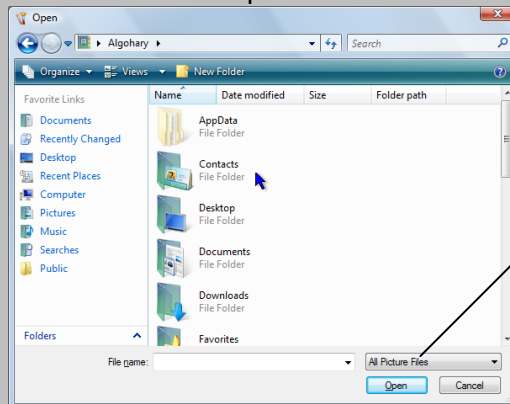 Open
Algohary
Search
Organize Views New Folder
?
Favorite Links
Documents
Recently Changed
Desktop
Recent Places
Computer
Pictures
Music
Searches
Public
Folders
Name Date modified Size Folder path
AppData
File Folder
Contacts
File Folder
Desktop
File Folder
Documents
File Folder
Downloads
File Folder
Favorites
File name:
All Picture Files
Open Cancel